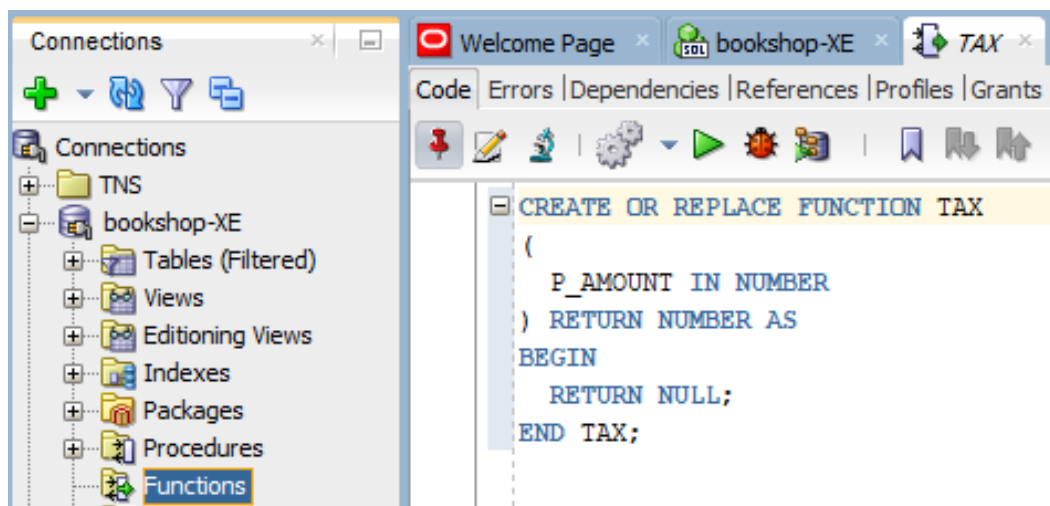 Connections
Welcome Page
bookshop-XE
TAX
Code Errors |Dependencies |References |Profiles |Grants
Connections
TNS
bookshop-XE
Tables (Filtered)
Views
Editioning Views
Indexes
Packages
Procedures
Functions
CREATE OR REPLACE FUNCTION TAX
(
P_AMOUNT IN NUMBER
) RETURN NUMBER AS
BEGIN
RETURN NULL;
END TAX;